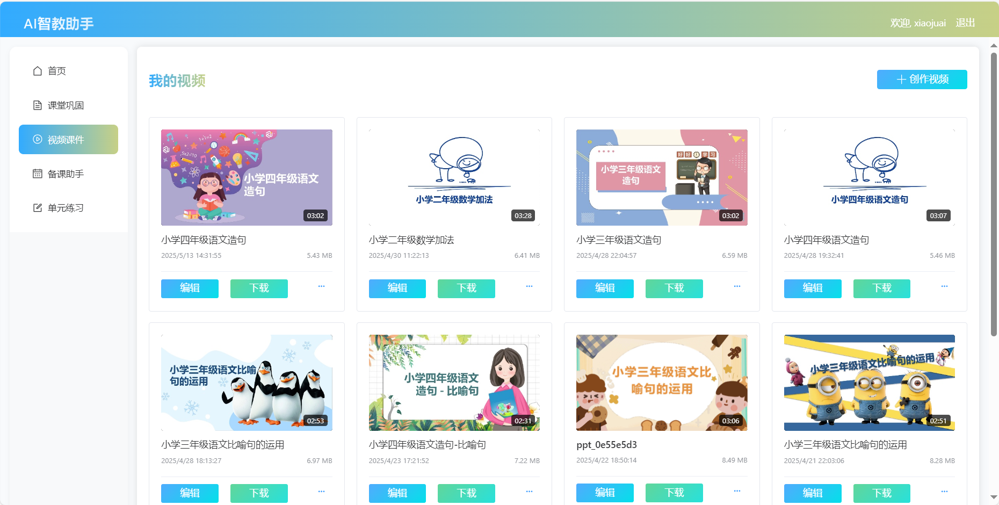 AI智教助手
欢迎, xiaojuai 退出
首页
课堂巩固
视频课件
备课助手
单元练习
我的视频
创作视频
1+1=2
5x2=10
小学四年级语文
造句
03:02
小学四年级语文造句
2025/5/13 14:31:55 5.43 MB
编辑 下载 ...
小学二年级数学加法
03:28
小学二年级数学加法
2025/4/30 11:22:13 6.41 MB
编辑 下载 ...
好好学习
小学三年级语文
造句
03:02
小学三年级语文造句
2025/4/28 22:04:57 6.59 MB
编辑 下载 ...
小学四年级语文造句
03:07
小学四年级语文造句
2025/4/28 19:32:41 5.46 MB
编辑 下载 ...
小学三年级语文比喻
句的运用
02:53
小学三年级语文比喻句的运用
2025/4/28 18:13:27 6.97 MB
编辑 下载 ...
小学四年级语文
造句 - 比喻句
02:31
小学四年级语文造句-比喻句
2025/4/23 17:21:52 7.22 MB
编辑 下载 ...
小学三年级语文比
喻句的运用
03:06
ppt_0e55e5d3
2025/4/22 18:50:14 8.49 MB
编辑 下载 ...
小学三年级语文比喻句的运用
02:51
小学三年级语文比喻句的运用
2025/4/21 22:03:06 8.28 MB
编辑 下载 ...